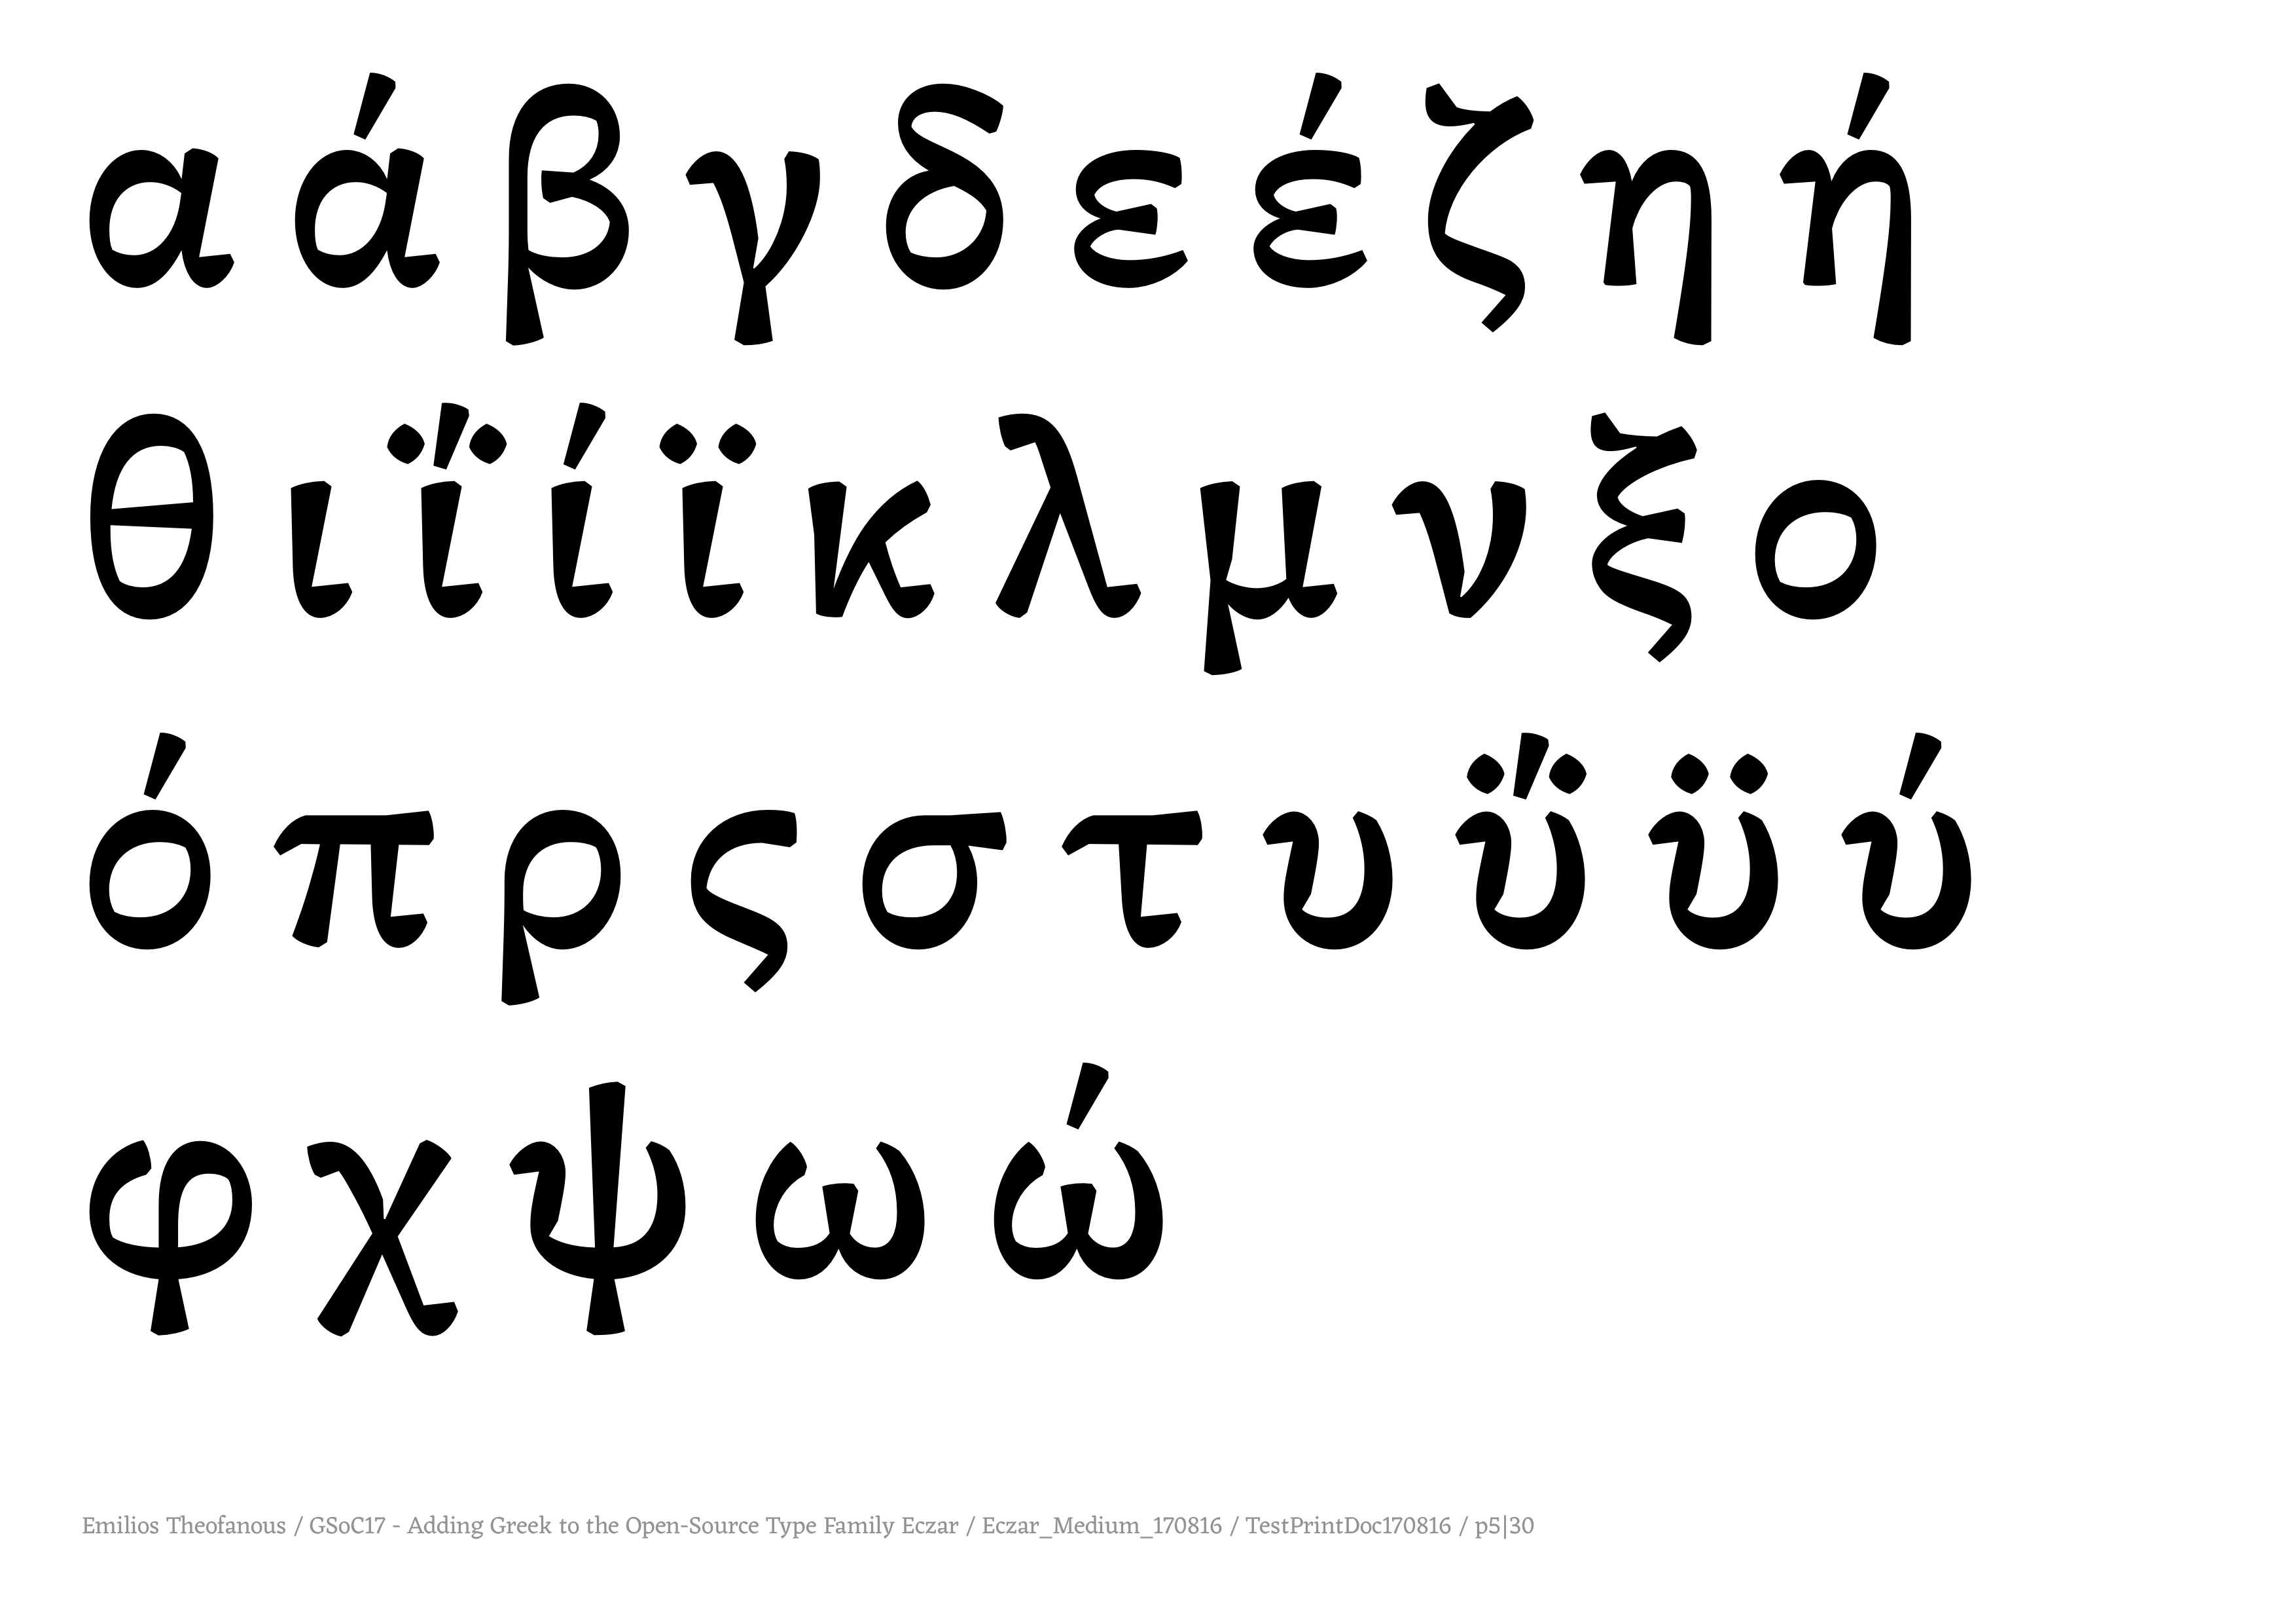 α ά β γ δ ε έ ζ η ή
θ ι ΐ ί ϊ κ λ μ ν ξ ο
ό π ρ ς σ τ υ ΰ ϋ ύ
φ χ ψ ω ώ
Emilios Theofanous / GSoC17 - Adding Greek to the Open-Source Type Family Eczar / Eczar_Medium_170816 / TestPrintDoc170816 / p5|30